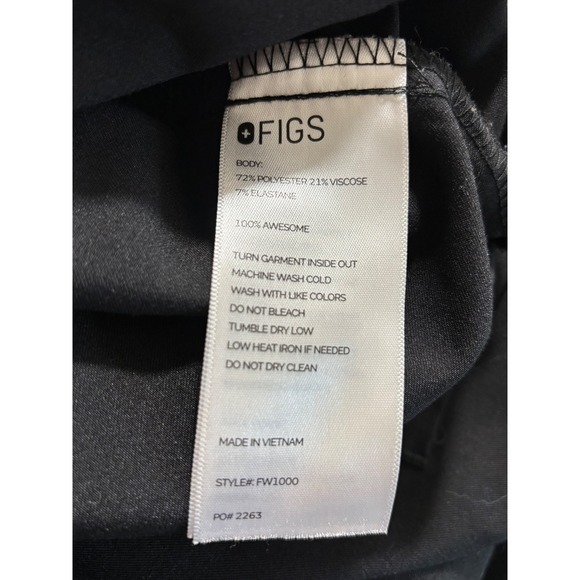 FIGS
BODY:
72% POLYESTER 21% VISCOSE
7% ELASTANE
100% AWESOME
TURN GARMENT INSIDE OUT
MACHINE WASH COLD
WASH WITH LIKE COLORS
DO NOT BLEACH
TUMBLE DRY LOW
LOW HEAT IRON IF NEEDED
DO NOT DRY CLEAN
MADE IN VIETNAM
STYLE#: FW1000
PO# 2263